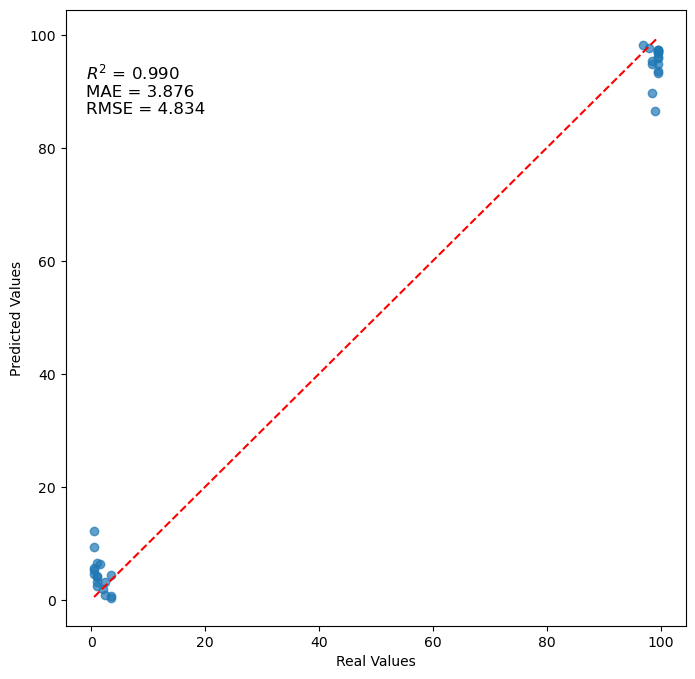 100
R² = 0.990
MAE = 3.876
RMSE = 4.834
80
60
Predicted Values
40
20
0
0 20 40 60 80 100
Real Values